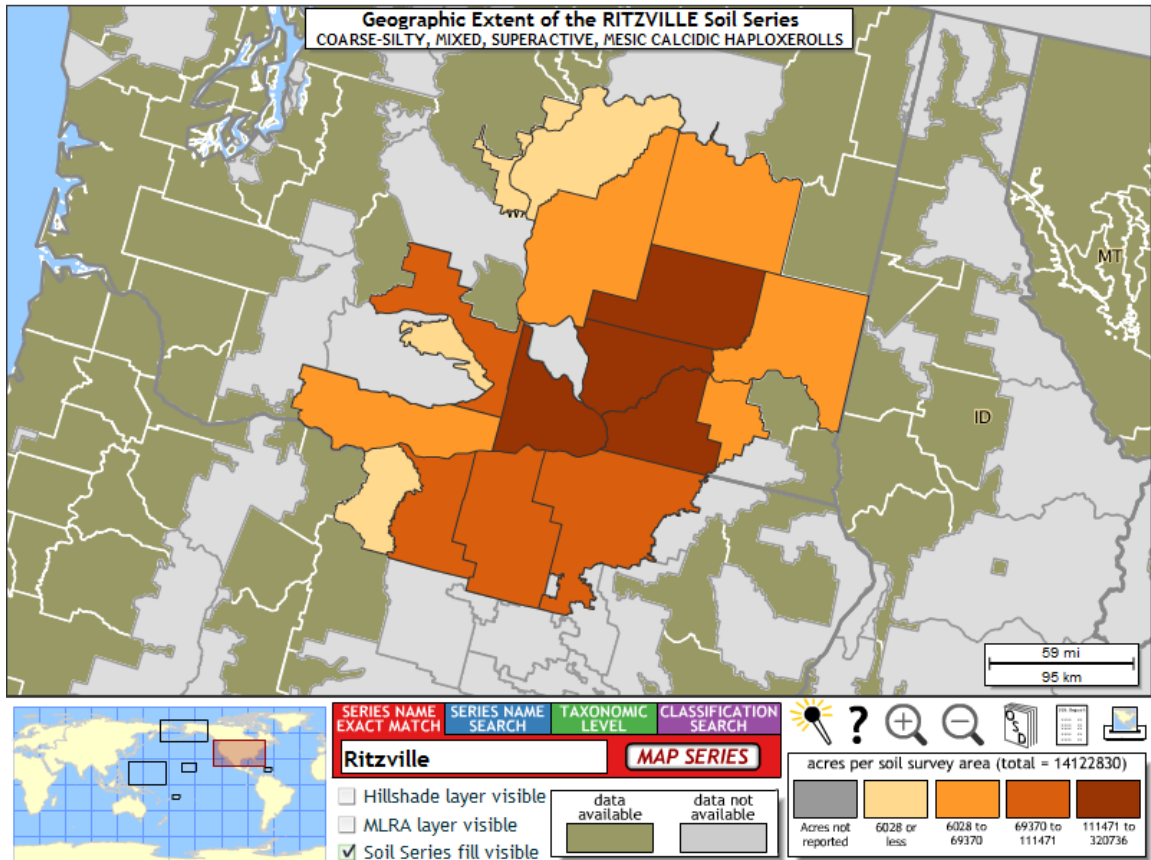 Geographic Extent of the RITZVILLE Soil Series
COARSE-SILTY, MIXED, SUPERACTIVE, MESIC CALCIDIC HAPLOXEROLLS
MT
ID
59 mi
95 km
SERIES NAME
EXACT MATCH
SERIES NAME
SEARCH
TAXONOMIC
LEVEL
CLASSIFICATION
SEARCH
Ritzville
MAP SERIES
Hillshade layer visible
MLRA layer visible
Soil Series fill visible
data
available
data not
available
?
OSD
acres per soil survey area (total = 14122830)
Acres not
reported
6028 or
less
6028 to
69370
69370 to
111471
111471 to
320736